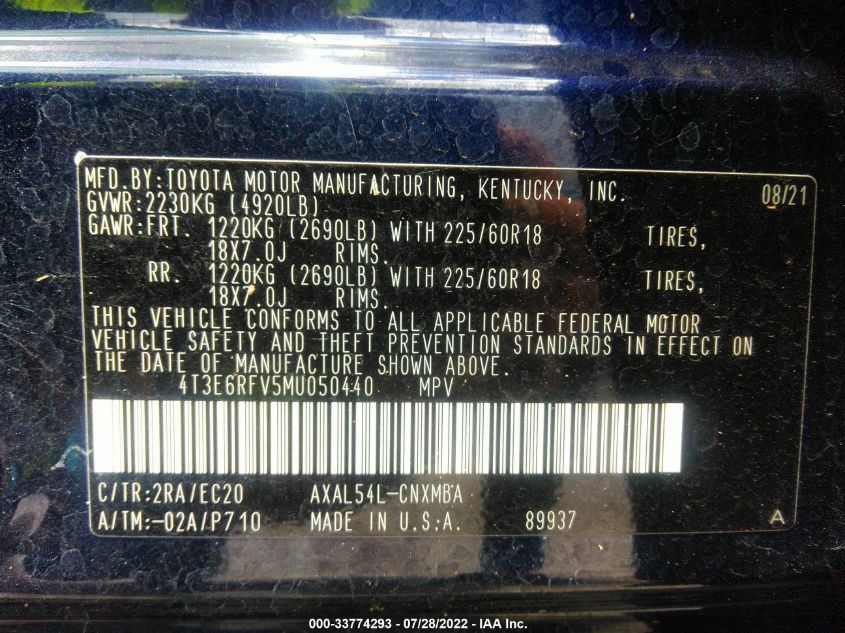 MFD.BY:TOYOTA MOTOR MANUFACTURING, KENTUCKY, INC. 08/21
GVWR:2230KG (4920LB)
GAWR:FRT. 1220KG (2690LB) WITH 225/60R18 TIRES,
18X7.0J RIMS.
RR. 1220KG (2690LB) WITH 225/60R18 TIRES,
18X7.0J RIMS.
THIS VEHICLE CONFORMS TO ALL APPLICABLE FEDERAL MOTOR
VEHICLE SAFETY AND THEFT PREVENTION STANDARDS IN EFFECT ON
THE DATE OF MANUFACTURE SHOWN ABOVE.
4T3E6RFV5MU050440 MPV
C/TR:2RA/EC20 AXAL54L-CNXMBA
A/TM:-02A/P710 MADE IN U.S.A. 89937 A
000-33774293 - 07/28/2022 - IAA Inc.